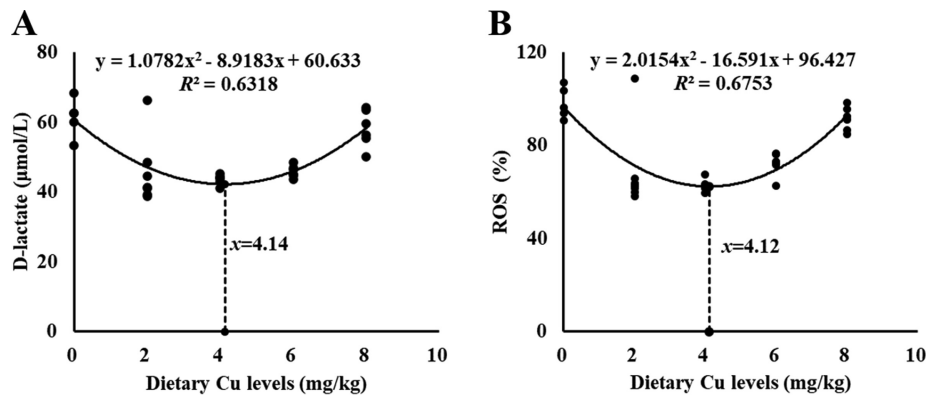 A
y = 1.0782x² - 8.9183x + 60.633
R² = 0.6318
80
60
40
20
0
D-lactate (μmol/L)
x=4.14
0 2 4 6 8 10
Dietary Cu levels (mg/kg)
B
y = 2.0154x² - 16.591x + 96.427
R² = 0.6753
120
80
40
0
ROS (%)
x=4.12
0 2 4 6 8 10
Dietary Cu levels (mg/kg)